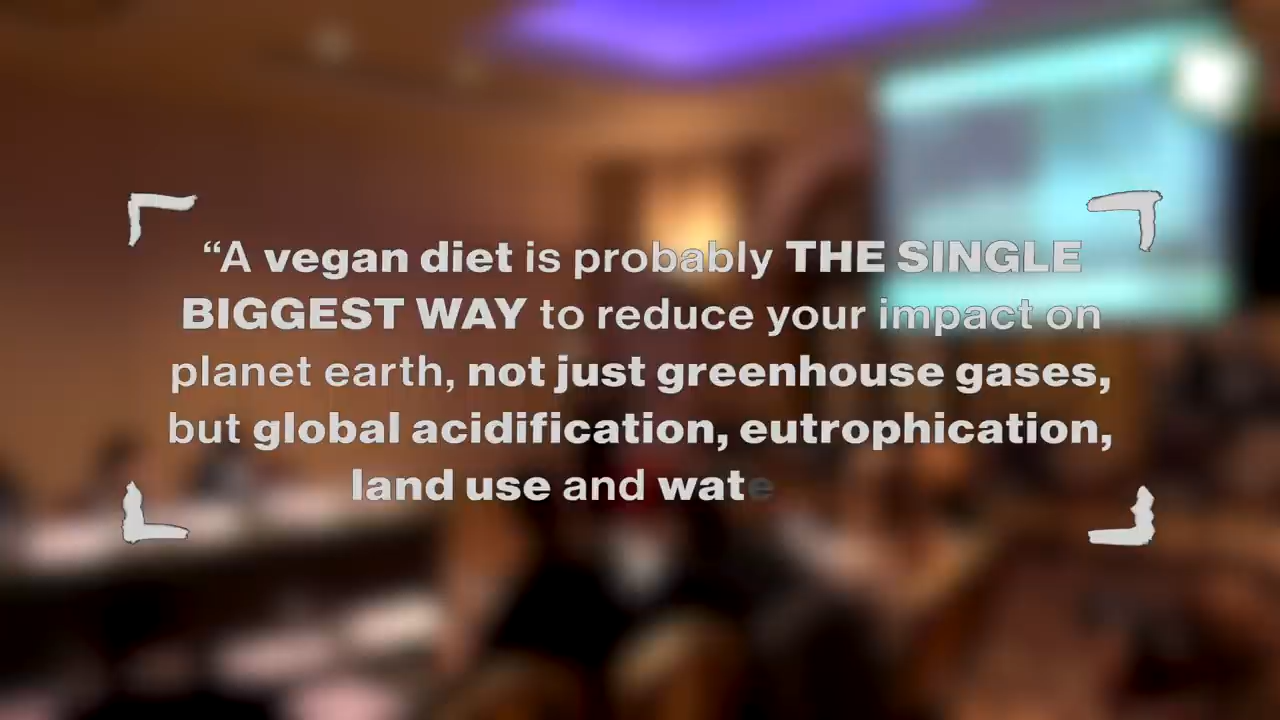 “A vegan diet is probably THE SINGLE
BIGGEST WAY to reduce your impact on
planet earth, not just greenhouse gases,
but global acidification, eutrophication,
land use and wate